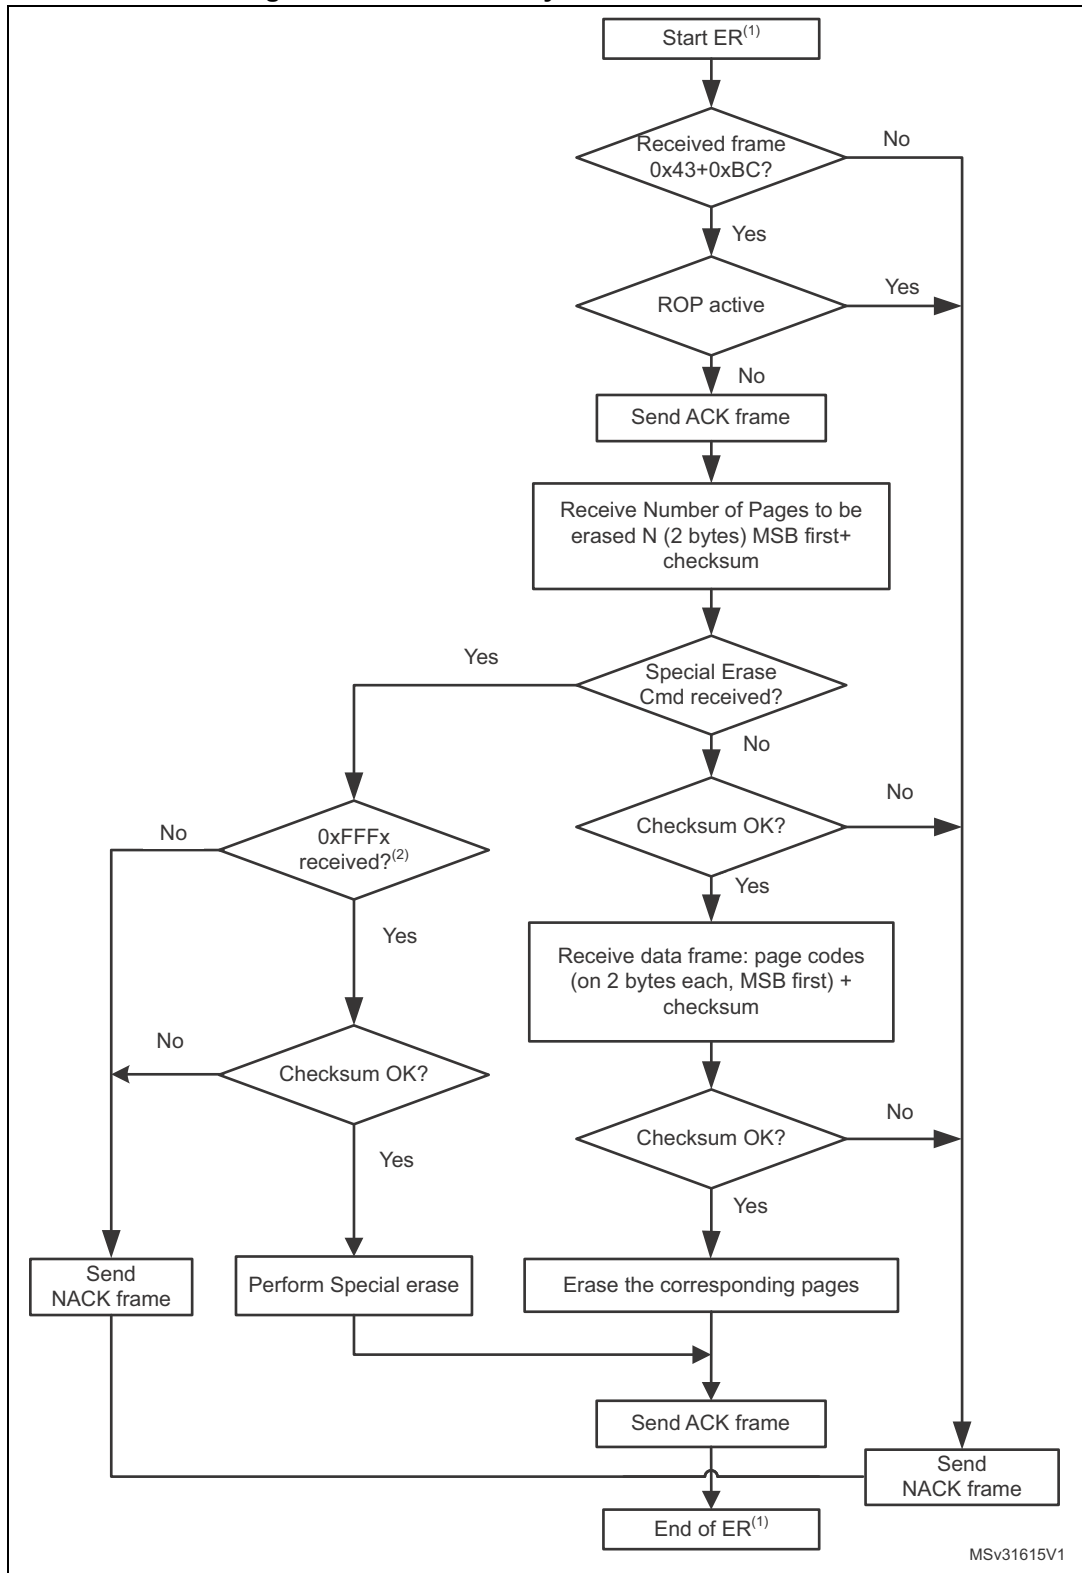 Start ER(1)
Received frame
0x43+0xBC?
No
Yes
ROP active
Yes
No
Send ACK frame
Receive Number of Pages to be
erased N (2 bytes) MSB first+
checksum
Yes
Special Erase
Cmd received?
No
No
0xFFFx
received?(2)
Checksum OK?
No
Yes
Yes
Receive data frame: page codes
(on 2 bytes each, MSB first) +
checksum
No
Checksum OK?
Checksum OK?
No
Yes
Yes
Send
NACK frame
Perform Special erase
Erase the corresponding pages
Send ACK frame
Send
NACK frame
End of ER(1)
MSv31615V1